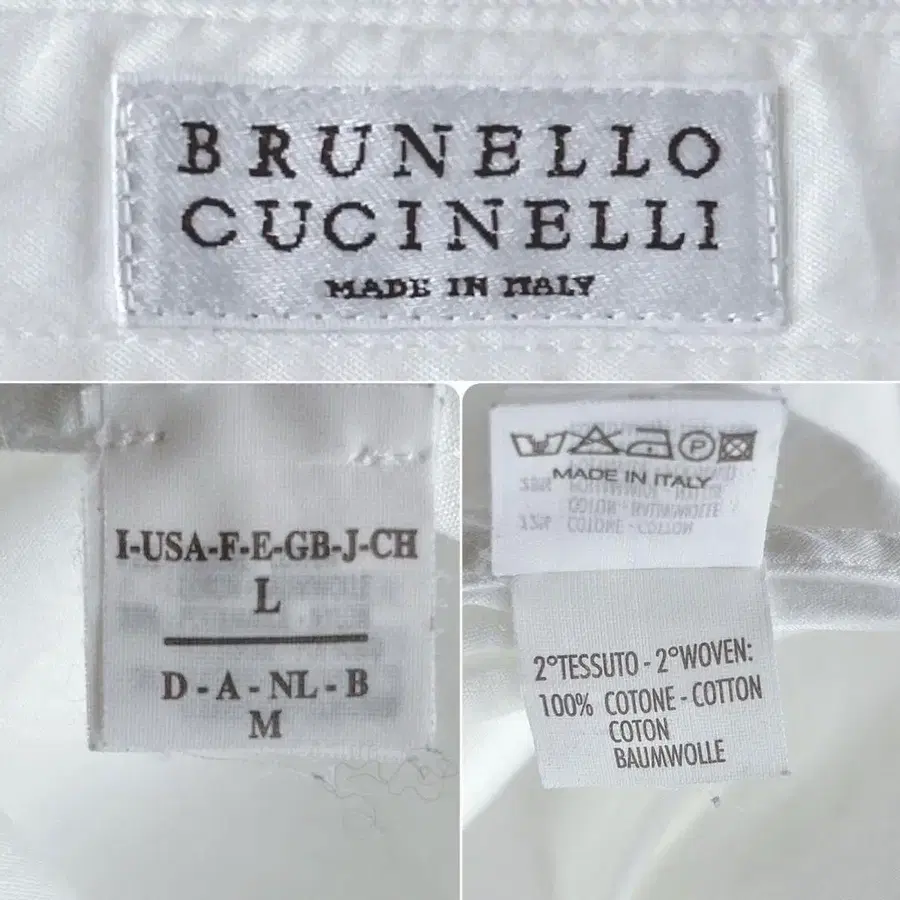 BRUNELLO
CUCINELLI
MADE IN ITALY
I-USA-F-E-GB-J-CH
L
D - A - NL - B
M
P
MADE IN ITALY
2°TESSUTO - 2°WOVEN:
100% COTONE - COTTON
COTON
BAUMWOLLE